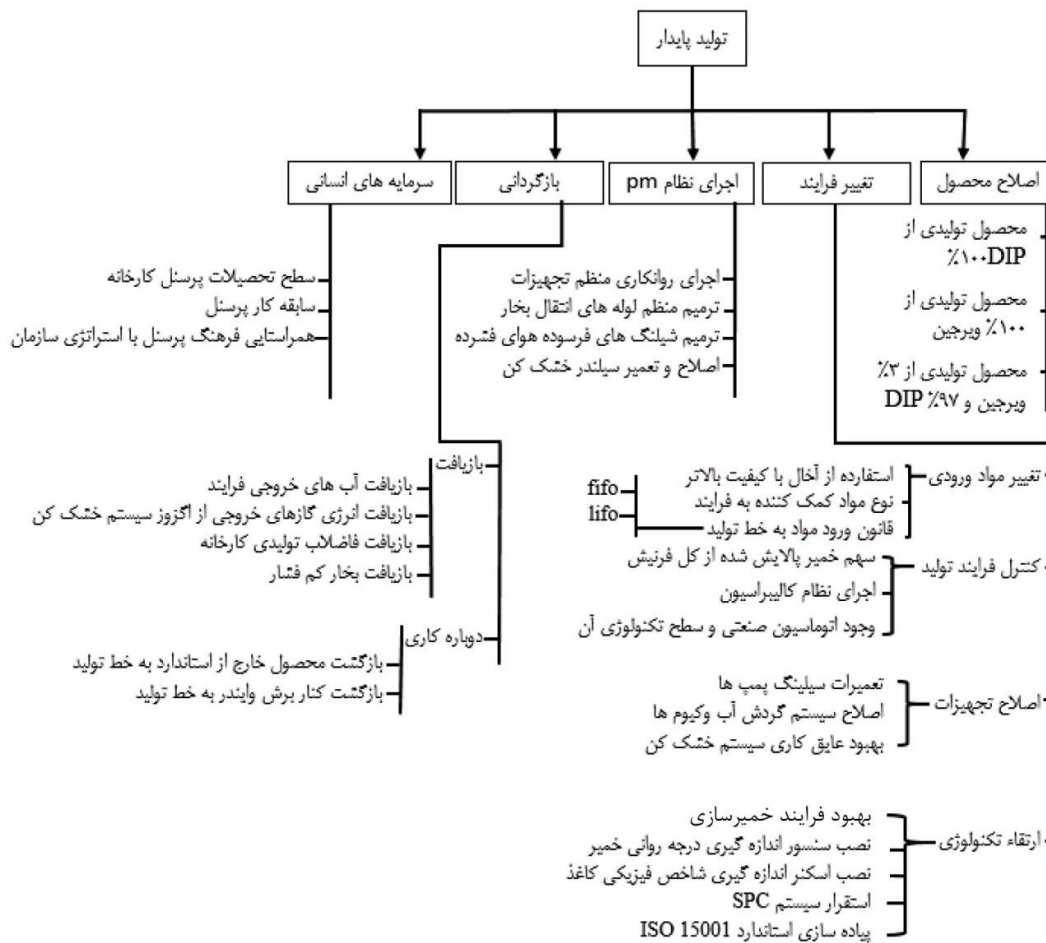 تولید پایدار
اصلاح محصول
تغییر فرایند
اجرای نظام pm
بازگردانی
سرمایه های انسانی
محصول تولیدی از
۱۰۰DIP٪
محصول تولیدی از
۱۰۰٪ ویرجین
محصول تولیدی از ۳٪
ویرجین و ۹۷٪ DIP
تغییر مواد ورودی
استفارده از آخال با کیفیت بالاتر
نوع مواد کمک کننده به فرایند
قانون ورود مواد به خط تولید
fifo
lifo
کنترل فرایند تولید
سهم خمیر پالایش شده از کل فرنیش
اجرای نظام کالیبراسیون
وجود اتوماسیون صنعتی و سطح تکنولوژی آن
اصلاح تجهیزات
تعمیرات سیلینگ پمپ ها
اصلاح سیستم گردش آب وکیوم ها
بهبود عایق کاری سیستم خشک کن
ارتقاء تکنولوژی
بهبود فرایند خمیرسازی
نصب سنسور اندازه گیری درجه روانی خمیر
نصب اسکنر اندازه گیری شاخص فیزیکی کاغذ
استقرار سیستم SPC
پیاده سازی استاندارد ISO 15001
اجرای روانکاری منظم تجهیزات
ترمیم منظم لوله های انتقال بخار
ترمیم شیلنگ های فرسوده هوای فشرده
اصلاح و تعمیر سیلندر خشک کن
بازیافت
بازیافت آب های خروجی فرایند
بازیافت انرژی گازهای خروجی از اگزوز سیستم خشک کن
بازیافت فاضلاب تولیدی کارخانه
بازیافت بخار کم فشار
دوباره کاری
بازگشت محصول خارج از استاندارد به خط تولید
بازگشت کنار برش وایندر به خط تولید
سطح تحصیلات پرسنل کارخانه
سابقه کار پرسنل
همراستایی فرهنگ پرسنل با استراتژی سازمان